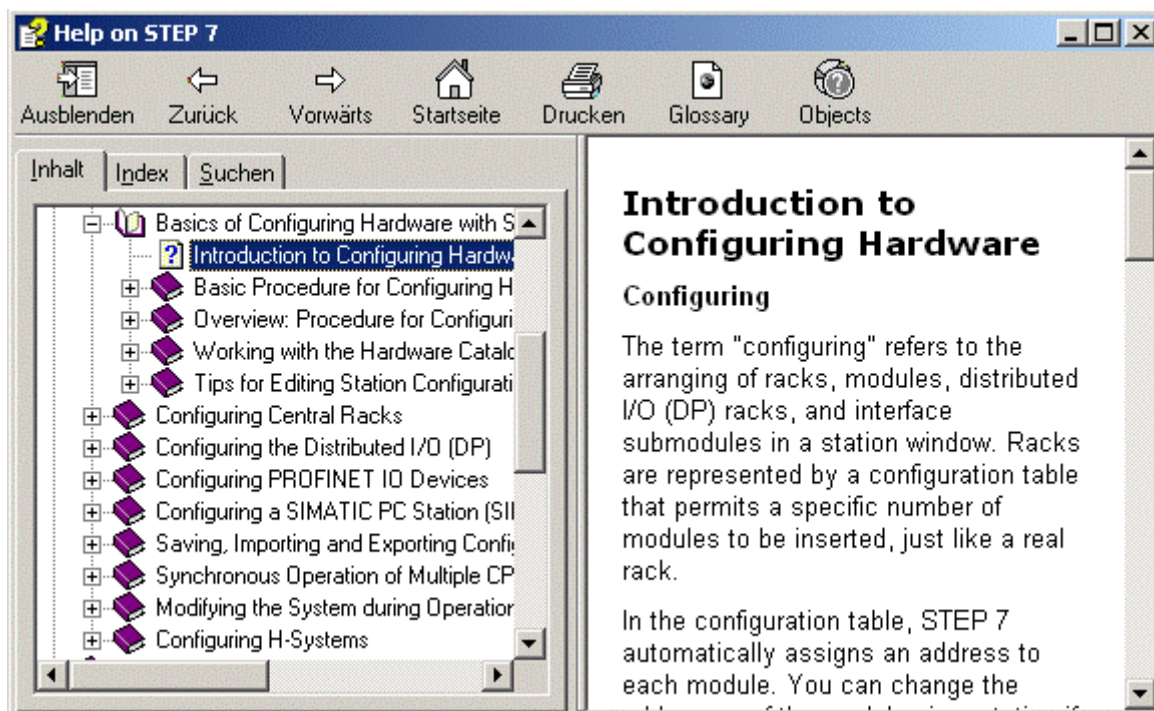 Help on STEP 7
Ausblenden Zurück Vorwärts Startseite Drucken Glossary Objects
Inhalt Index Suchen
Basics of Configuring Hardware with S
Introduction to Configuring Hardw
Basic Procedure for Configuring H
Overview: Procedure for Configuri
Working with the Hardware Catalo
Tips for Editing Station Configurati
Configuring Central Racks
Configuring the Distributed I/O (DP)
Configuring PROFINET IO Devices
Configuring a SIMATIC PC Station (SI
Saving, Importing and Exporting Config
Synchronous Operation of Multiple CP
Modifying the System during Operation
Configuring H-Systems
Introduction to
Configuring Hardware
Configuring
The term "configuring" refers to the
arranging of racks, modules, distributed
I/O (DP) racks, and interface
submodules in a station window. Racks
are represented by a configuration table
that permits a specific number of
modules to be inserted, just like a real
rack.
In the configuration table, STEP 7
automatically assigns an address to
each module. You can change the